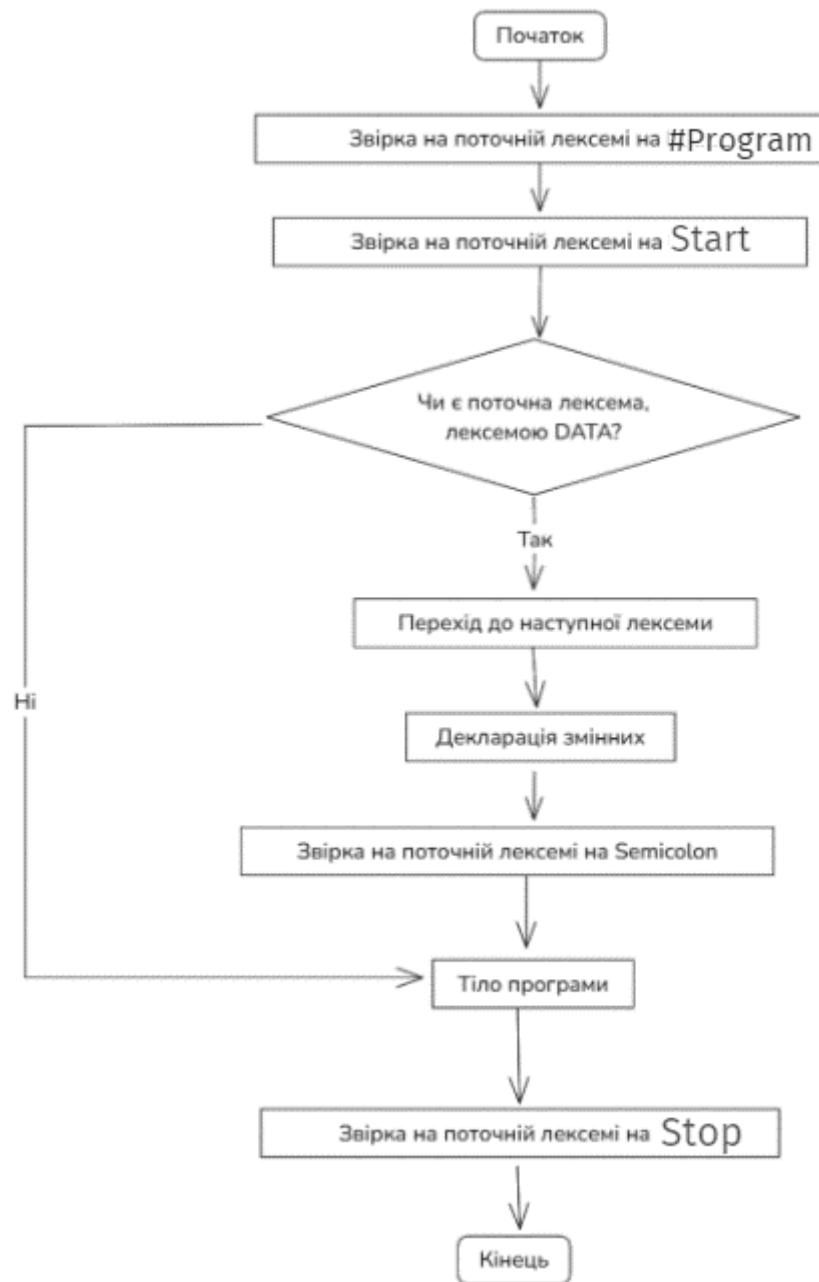 Початок
Звірка на поточній лексемі на #Program
Звірка на поточній лексемі на Start
Чи є поточна лексема,
лексемою DATA?
Так
Перехід до наступної лексеми
Ні
Декларація змінних
Звірка на поточній лексемі на Semicolon
Тіло програми
Звірка на поточній лексемі на Stop
Кінець